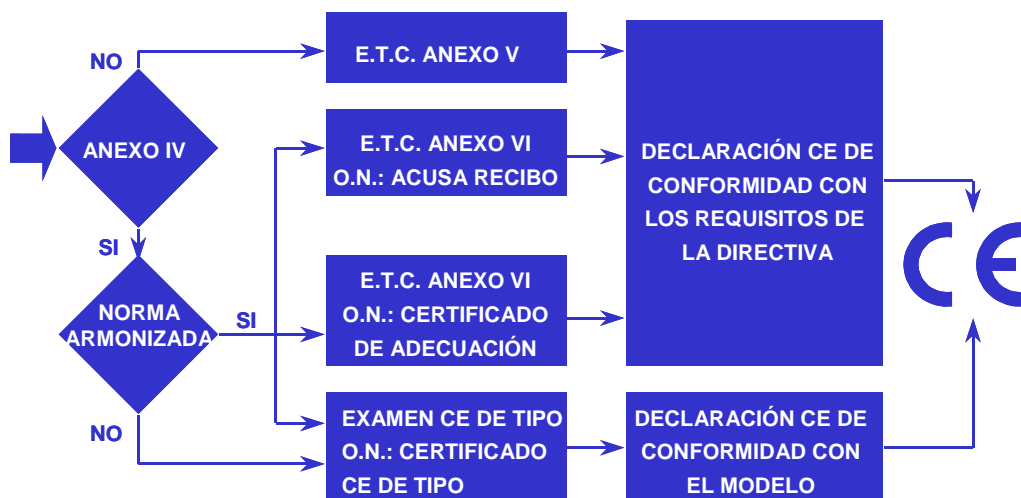 NO
E.T.C. ANEXO V
ANEXO IV
E.T.C. ANEXO VI
O.N.: ACUSA RECIBO
DECLARACIÓN CE DE
CONFORMIDAD CON
LOS REQUISITOS DE
LA DIRECTIVA
CE
SI
NORMA
ARMONIZADA
SI
E.T.C. ANEXO VI
O.N.: CERTIFICADO
DE ADECUACIÓN
NO
EXAMEN CE DE TIPO
O.N.: CERTIFICADO
CE DE TIPO
DECLARACIÓN CE DE
CONFORMIDAD CON
EL MODELO